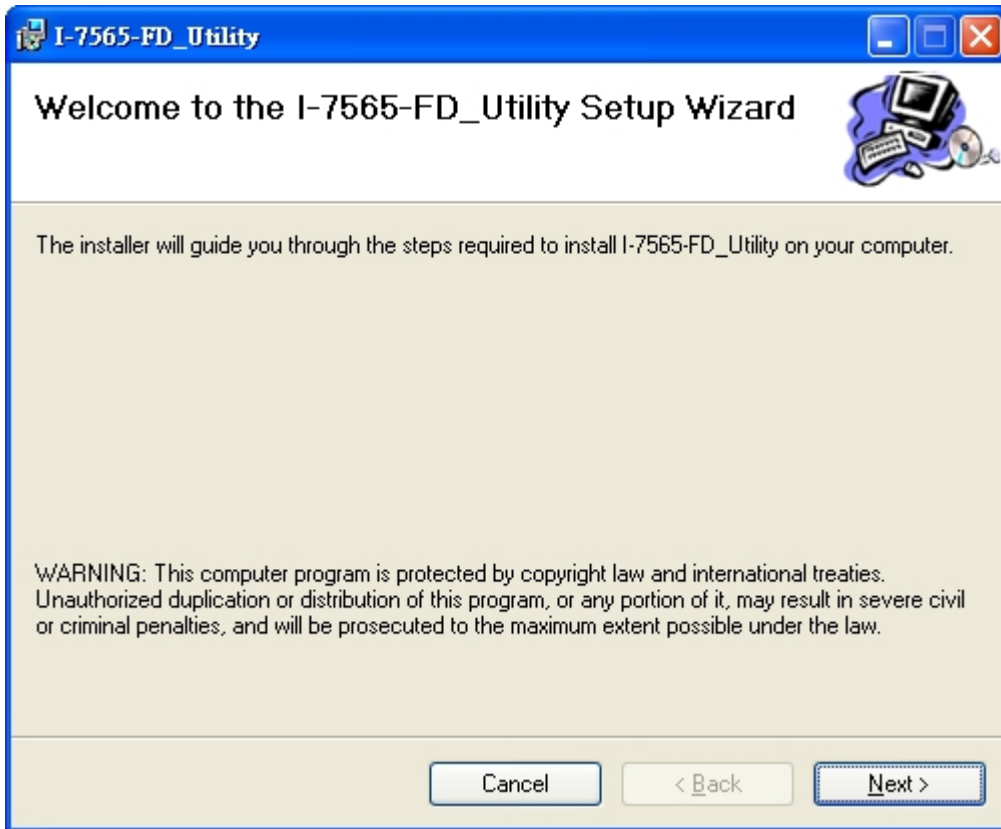 I-7565-FD_Utility
Welcome to the I-7565-FD_Utility Setup Wizard
The installer will guide you through the steps required to install I-7565-FD_Utility on your computer.
WARNING: This computer program is protected by copyright law and international treaties.
Unauthorized duplication or distribution of this program, or any portion of it, may result in severe civil
or criminal penalties, and will be prosecuted to the maximum extent possible under the law.
Cancel
< Back
Next >